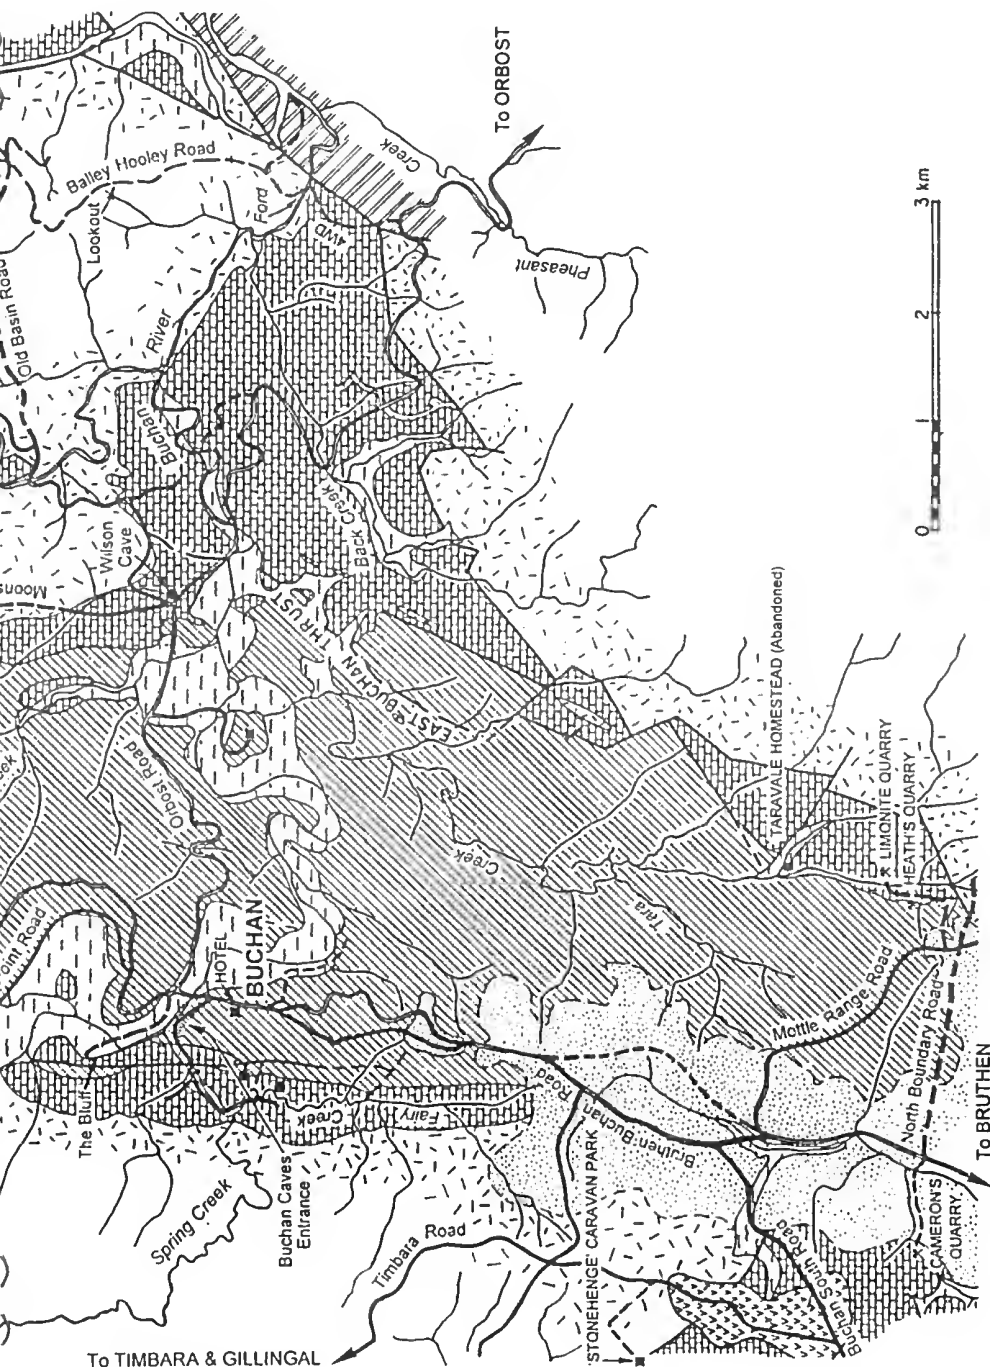 To ORBOST
Creek
Balley Hooley Road
Lookout
Ford
4WD
Old Basin Road
River
Pheasant
3 km
2
1
0
Buchan
Wilson
Cave
Back Creek
Moons
EAST BUCHAN THRUST
Orbost Road
eek
TARAVALE HOMESTEAD (Abandoned)
LIMONITE QUARRY
HEATH'S QUARRY
Creek
Tara
oint Road
HOTEL
BUCHAN
Mottle Range Road
North Boundary Road
To BRUTHEN
The Bluff
Fairy
Creek
Road
Bruthen-Buchan
Buchan Caves
Entrance
Spring Creek
Timbara Road
'STONEHENGE' CARAVAN PARK
Buchan South Road
CAMERON'S
QUARRY
To TIMBARA & GILLINGAL